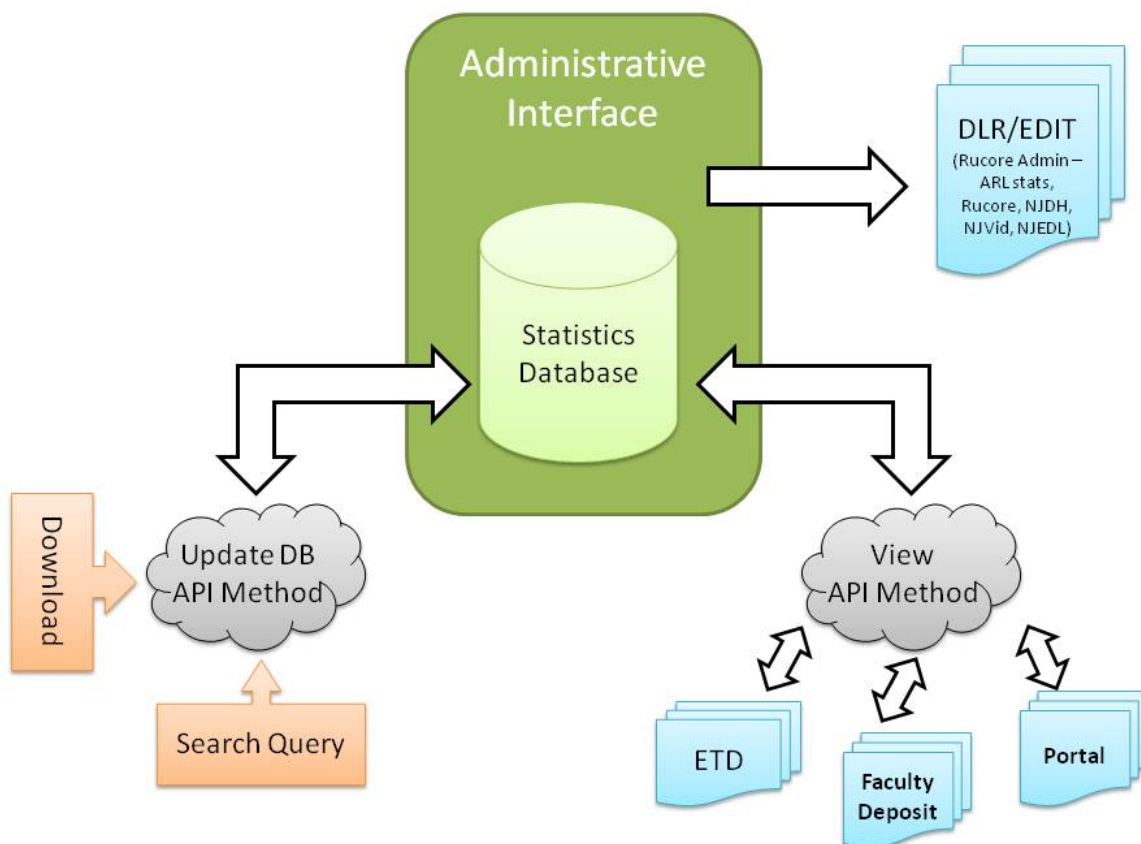 Administrative
Interface
DLR/EDIT
(Rucore Admin –
ARL stats,
Rucore, NJDH,
NJVid, NJEDL)
Statistics
Database
Download
Update DB
API Method
Search Query
View
API Method
ETD
Faculty
Deposit
Portal